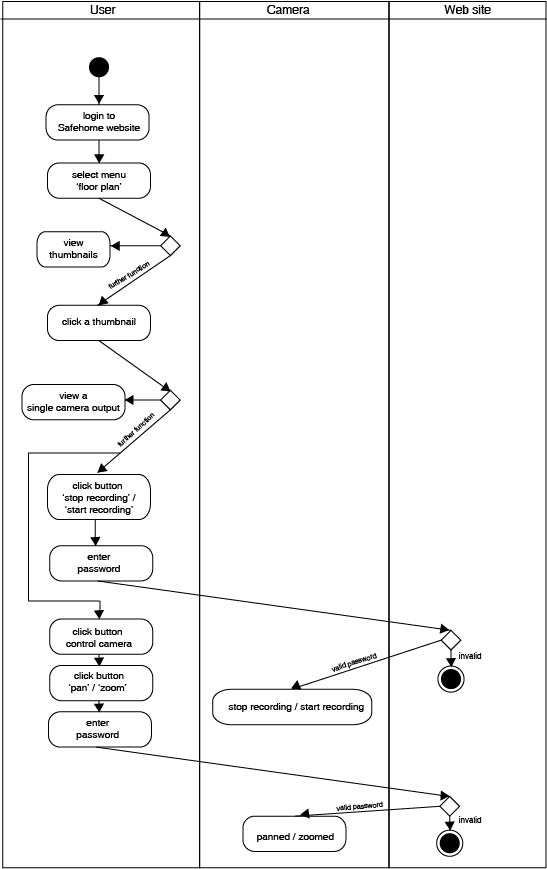 User
Camera
Web site
login to
Safehome website
select menu
‘floor plan’
view
thumbnails
further function
click a thumbnail
view a
single camera output
further function
click button
‘stop recording’ /
‘start recording’
enter
password
click button
control camera
valid password
invalid
click button
‘pan’ / ‘zoom’
stop recording / start recording
enter
password
valid password
invalid
panned / zoomed